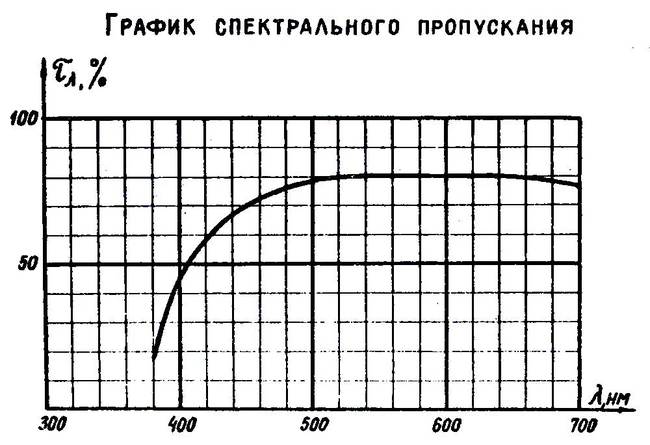 График спектрального пропускания
τλ, %
100
50
λ, нм
300 400 500 600 700